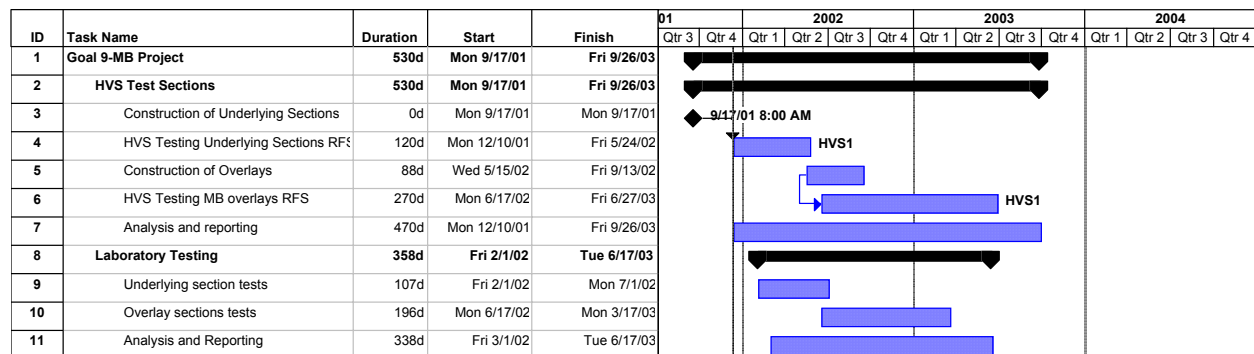 01 2002 2003 2004
ID Task Name Duration Start Finish Qtr 3 Qtr 4 Qtr 1 Qtr 2 Qtr 3 Qtr 4 Qtr 1 Qtr 2 Qtr 3 Qtr 4 Qtr 1 Qtr 2 Qtr 3 Qtr 4
1 Goal 9-MB Project 530d Mon 9/17/01 Fri 9/26/03
2 HVS Test Sections 530d Mon 9/17/01 Fri 9/26/03
3 Construction of Underlying Sections 0d Mon 9/17/01 Mon 9/17/01 9/17/01 8:00 AM
4 HVS Testing Underlying Sections RFS 120d Mon 12/10/01 Fri 5/24/02 HVS1
5 Construction of Overlays 88d Wed 5/15/02 Fri 9/13/02
6 HVS Testing MB overlays RFS 270d Mon 6/17/02 Fri 6/27/03 HVS1
7 Analysis and reporting 470d Mon 12/10/01 Fri 9/26/03
8 Laboratory Testing 358d Fri 2/1/02 Tue 6/17/03
9 Underlying section tests 107d Fri 2/1/02 Mon 7/1/02
10 Overlay sections tests 196d Mon 6/17/02 Mon 3/17/03
11 Analysis and Reporting 338d Fri 3/1/02 Tue 6/17/03